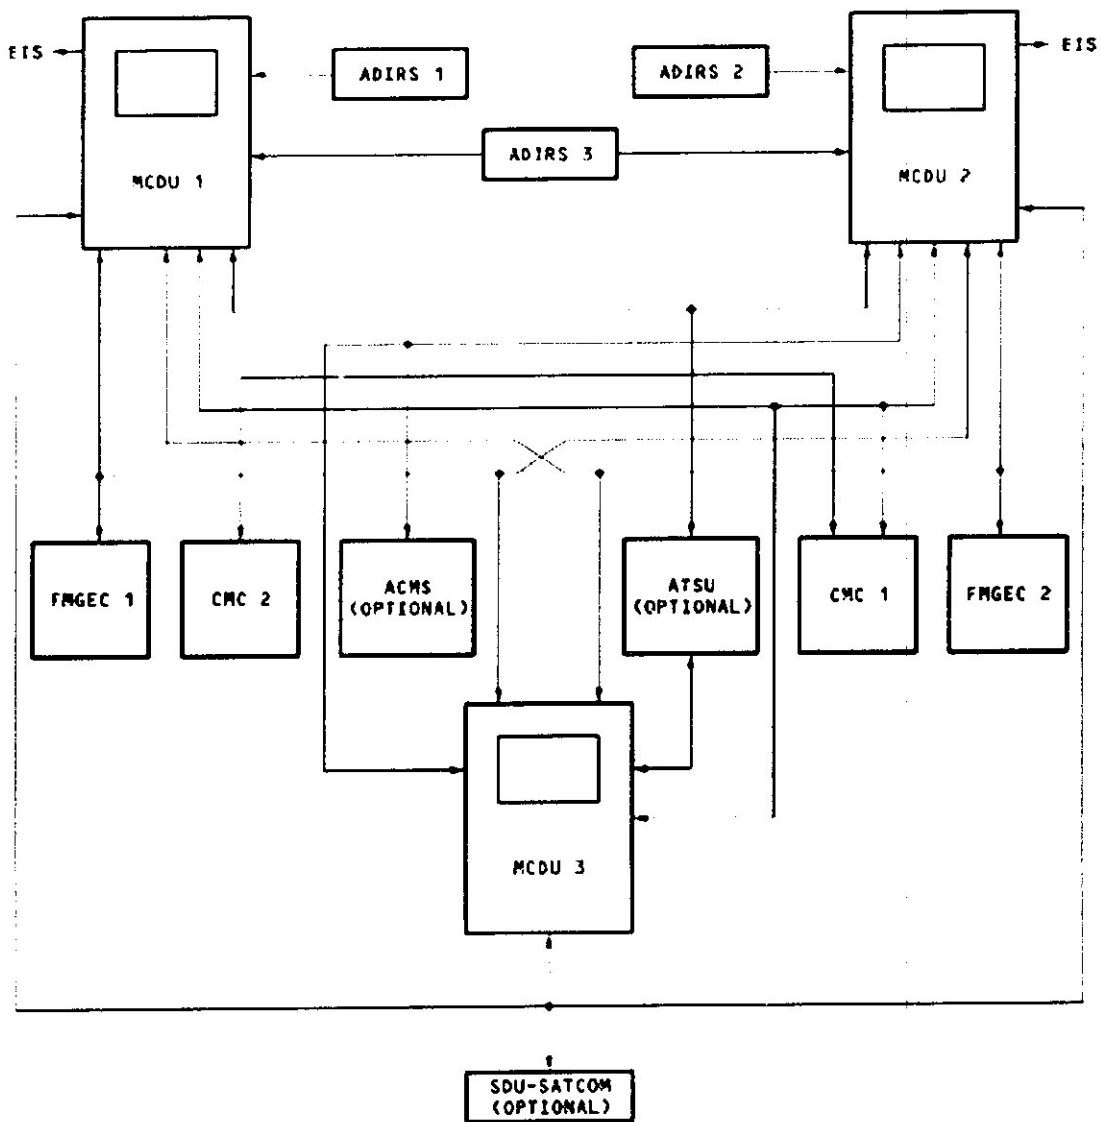 EIS
ADIRS 1
ADIRS 2
EIS
ADIRS 3
MCDU 1
MCDU 2
FMGEC 1
CMC 2
ACMS
(OPTIONAL)
ATSU
(OPTIONAL)
CMC 1
FMGEC 2
MCDU 3
SDU-SATCOM
(OPTIONAL)